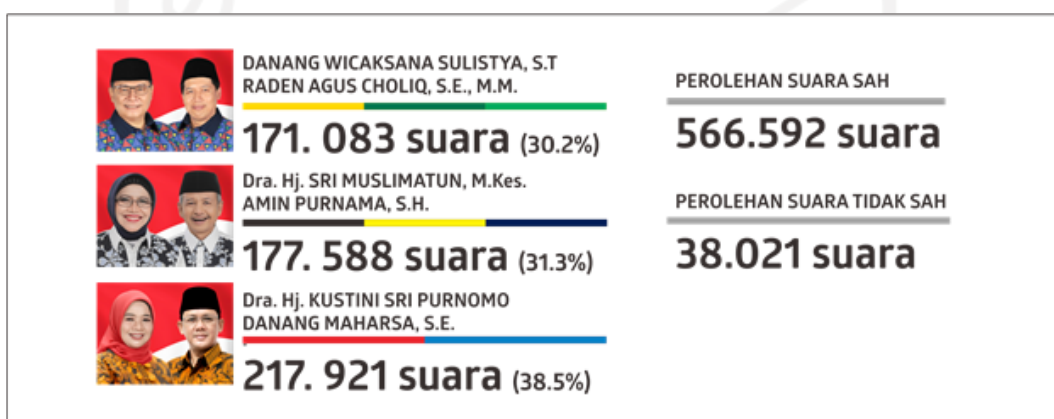 DANANG WICAKSANA SULISTYA, S.T
RADEN AGUS CHOLIQ, S.E., M.M.
171. 083 suara (30.2%)
Dra. Hj. SRI MUSLIMATUN, M.Kes.
AMIN PURNAMA, S.H.
177. 588 suara (31.3%)
Dra. Hj. KUSTINI SRI PURNOMO
DANANG MAHARSA, S.E.
217. 921 suara (38.5%)
PEROLEHAN SUARA SAH
566.592 suara
PEROLEHAN SUARA TIDAK SAH
38.021 suara